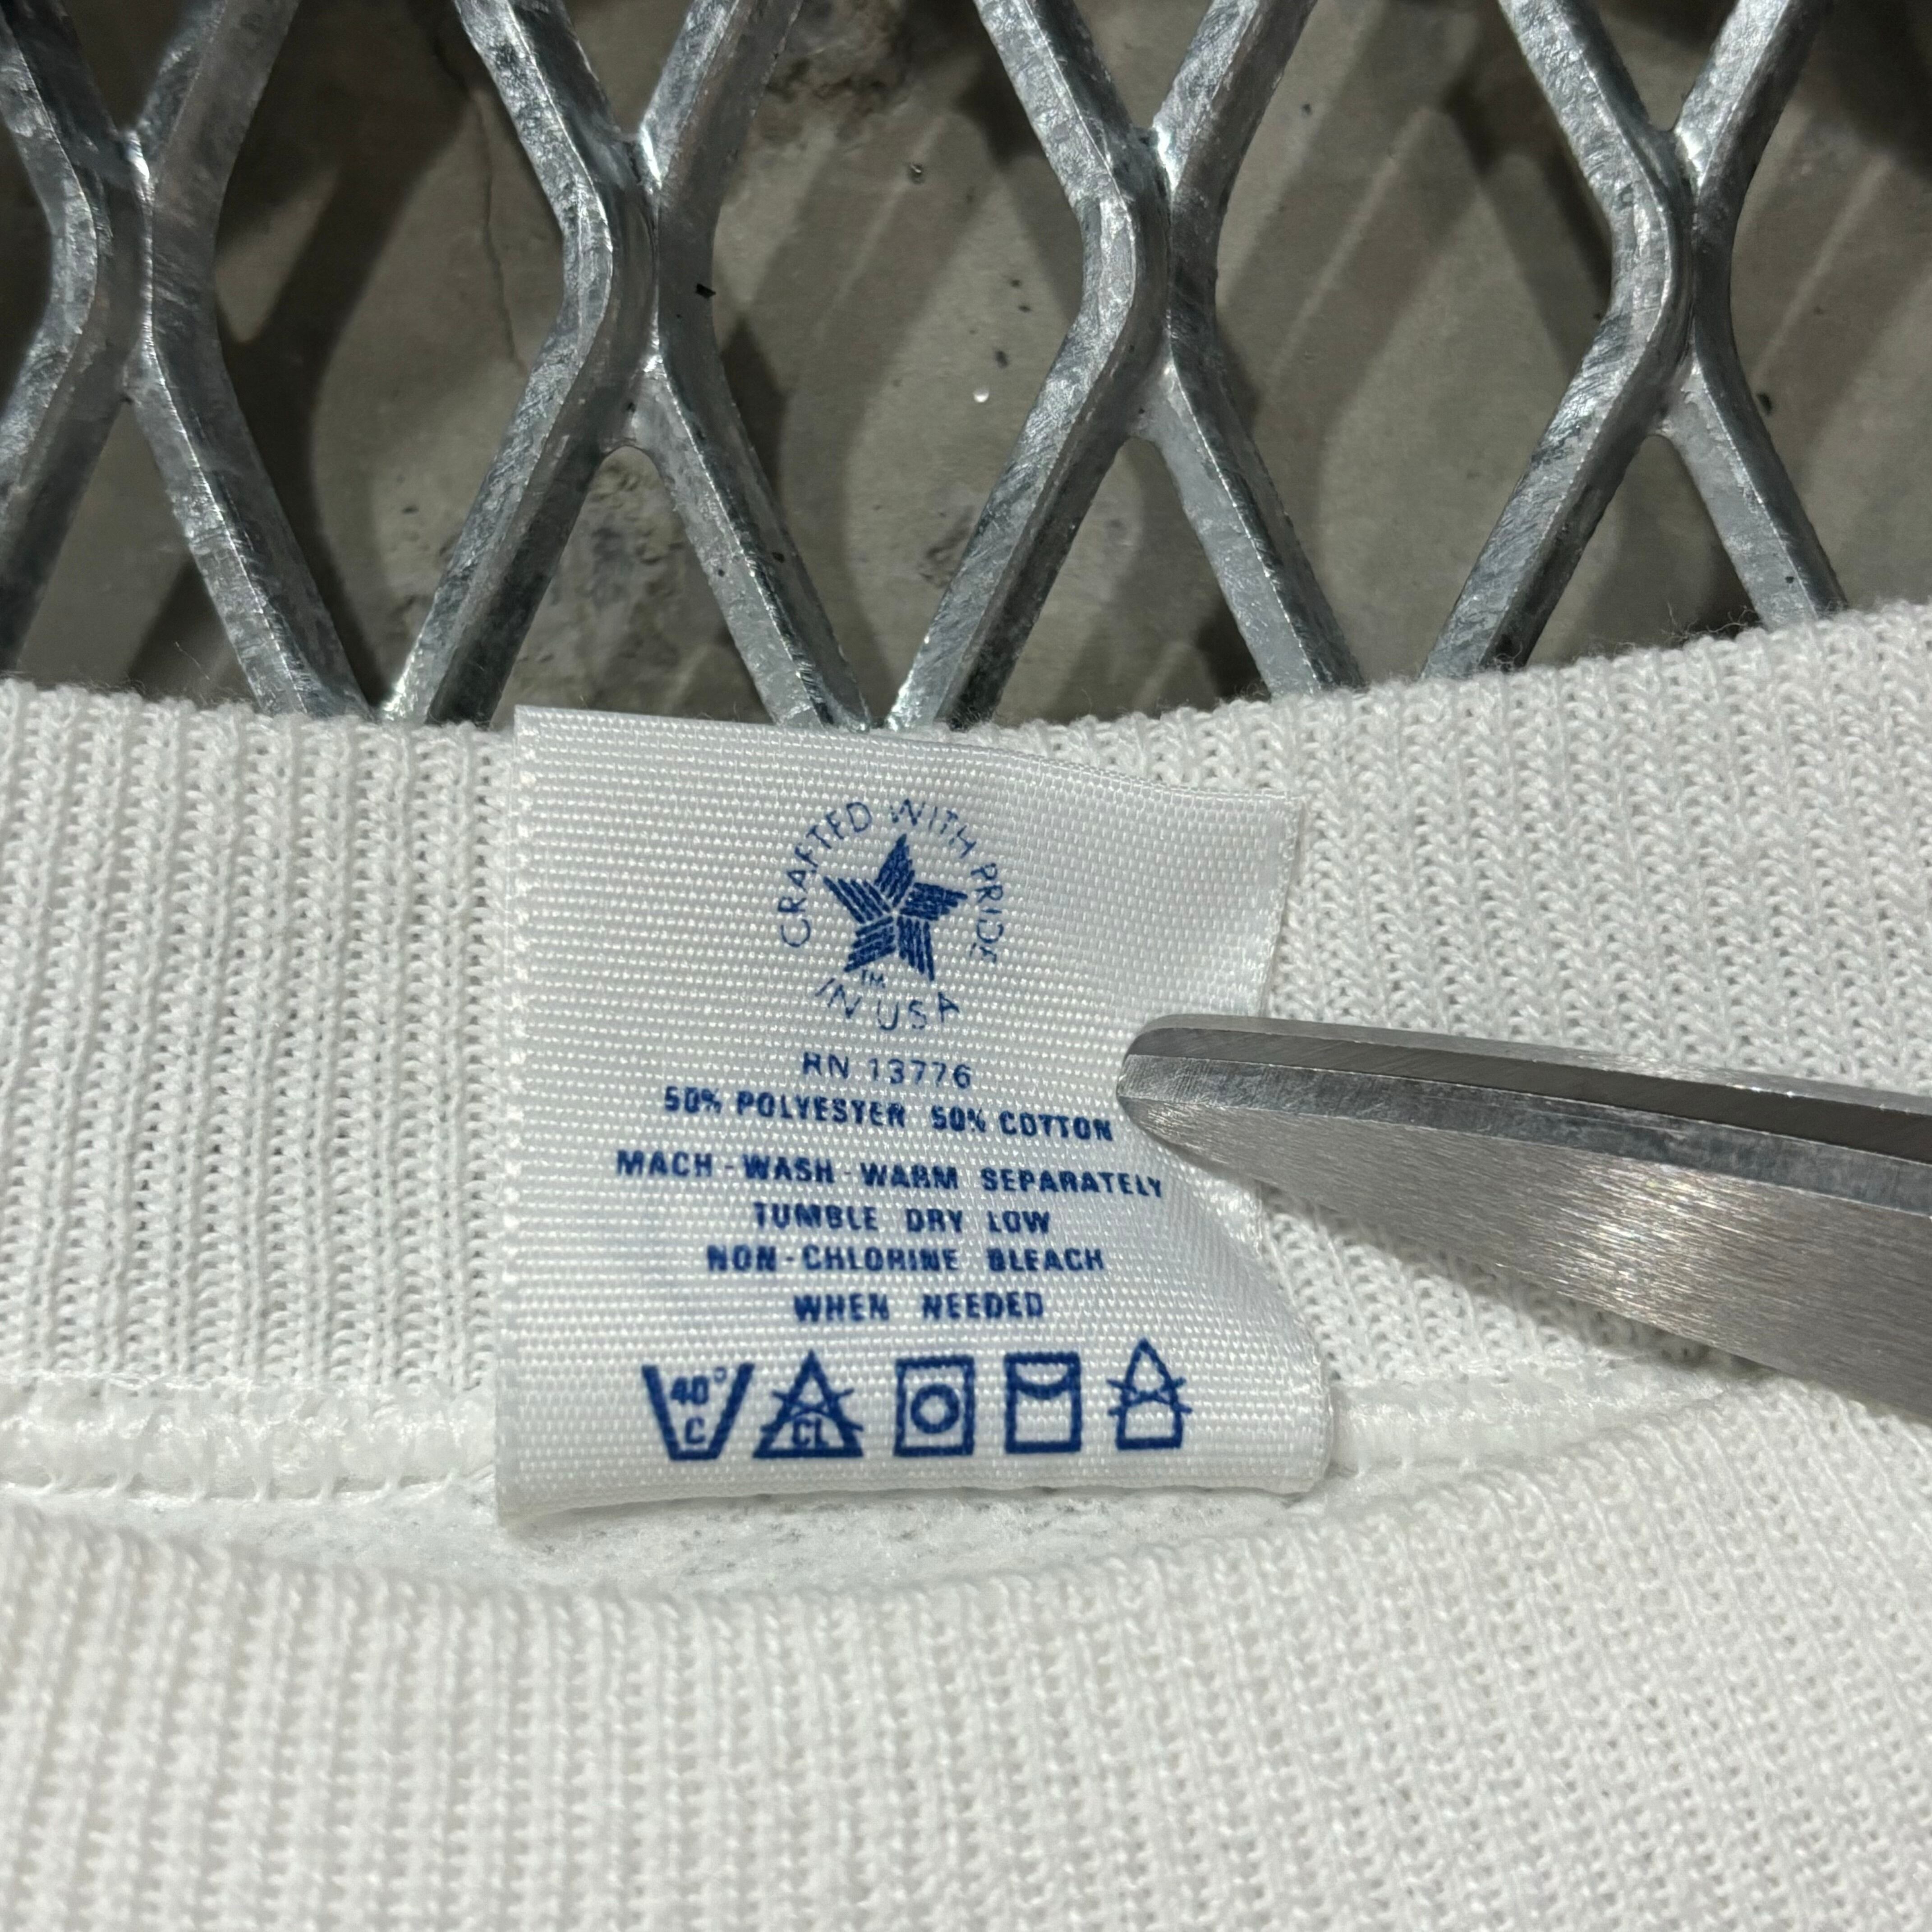 CRAFTED WITH PRIDE
TM
IN USA
RN 13776
50% POLYESTER 50% COTTON
MACH-WASH-WARM SEPARATELY
TUMBLE DRY LOW
NON-CHLORINE BLEACH
WHEN NEEDED
40°C CL